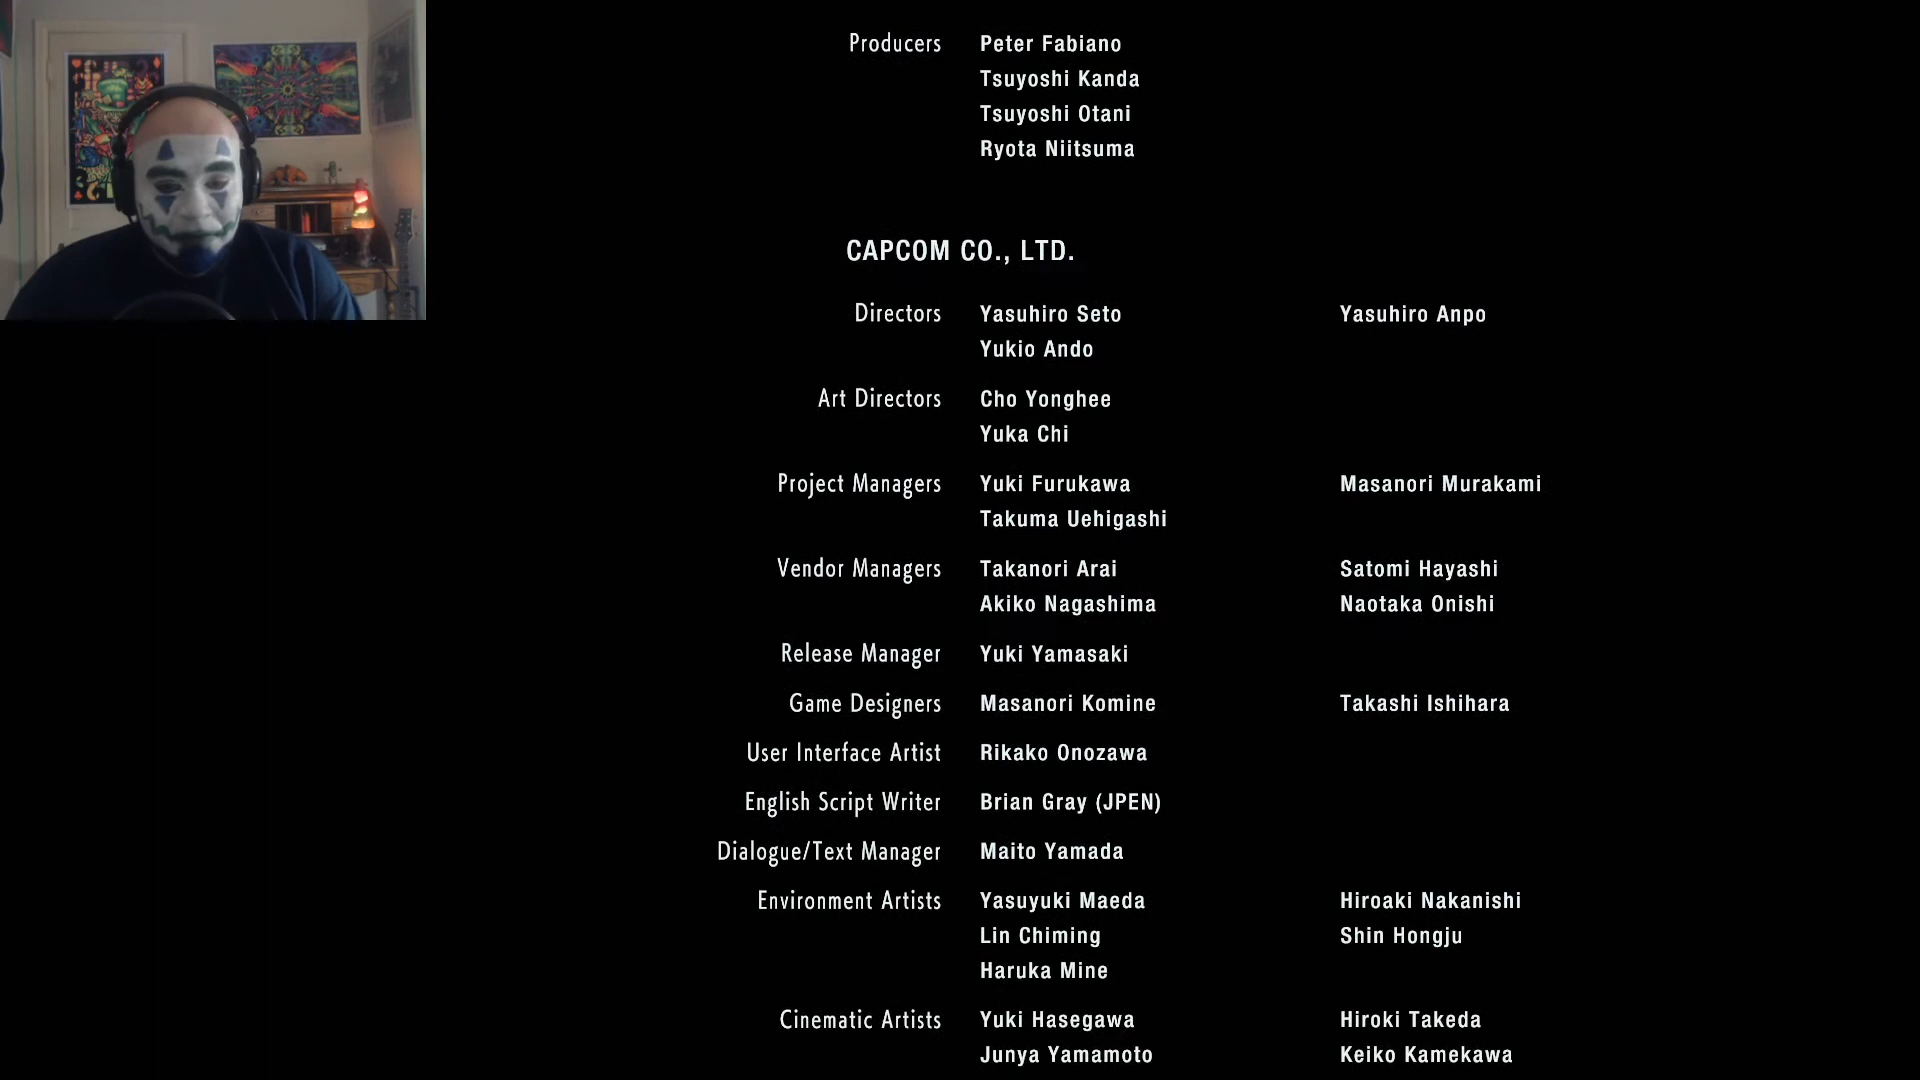 Producers Peter Fabiano
Tsuyoshi Kanda
Tsuyoshi Otani
Ryota Niitsuma
CAPCOM CO., LTD.
Directors Yasuhiro Seto Yasuhiro Anpo
Yukio Ando
Art Directors Cho Yonghee
Yuka Chi
Project Managers Yuki Furukawa Masanori Murakami
Takuma Uehigashi
Vendor Managers Takanori Arai Satomi Hayashi
Akiko Nagashima Naotaka Onishi
Release Manager Yuki Yamasaki
Game Designers Masanori Komine Takashi Ishihara
User Interface Artist Rikako Onozawa
English Script Writer Brian Gray (JPEN)
Dialogue/Text Manager Maito Yamada
Environment Artists Yasuyuki Maeda Hiroaki Nakanishi
Lin Chiming Shin Hongju
Haruka Mine
Cinematic Artists Yuki Hasegawa Hiroki Takeda
Junya Yamamoto Keiko Kamekawa